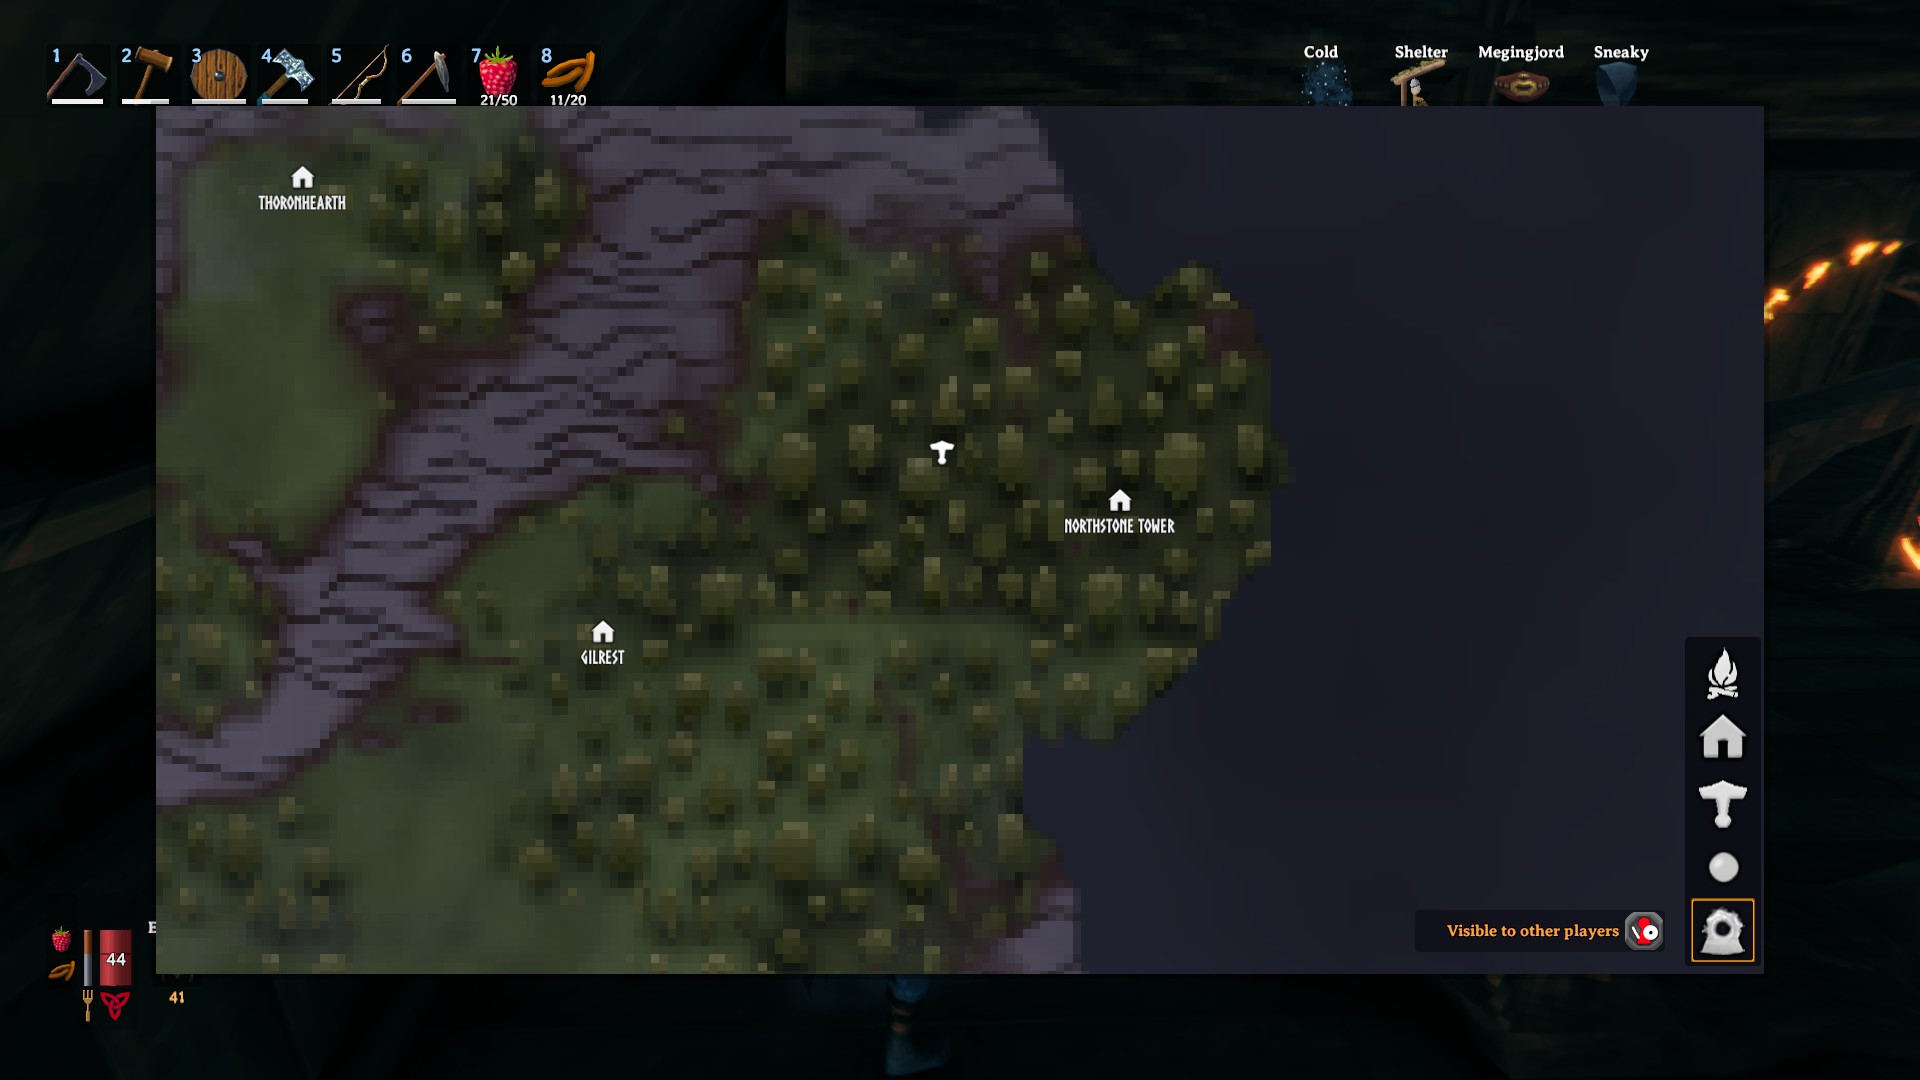 1 2 3 4 5 6 7 8
21/50 11/20
Cold Shelter Megingjord Sneaky
THORONHEARTH
NORTHSTONE TOWER
GILREST
Visible to other players
44
41